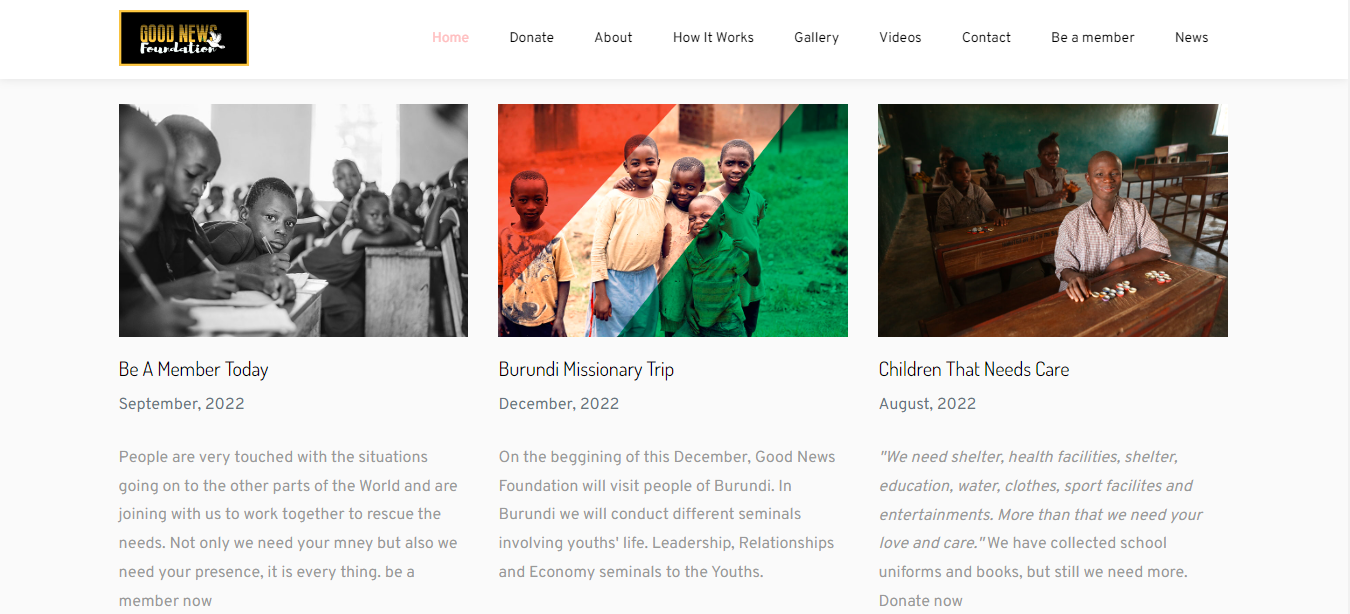 GOOD NEWS
Foundation
Home Donate About How It Works Gallery Videos Contact Be a member News
Be A Member Today
September, 2022
People are very touched with the situations
going on to the other parts of the World and are
joining with us to work together to rescue the
needs. Not only we need your mney but also we
need your presence, it is every thing. be a
member now
Burundi Missionary Trip
December, 2022
On the beggining of this December, Good News
Foundation will visit people of Burundi. In
Burundi we will conduct different seminals
involving youths' life. Leadership, Relationships
and Economy seminals to the Youths.
Children That Needs Care
August, 2022
"We need shelter, health facilities, shelter,
education, water, clothes, sport facilites and
entertainments. More than that we need your
love and care." We have collected school
uniforms and books, but still we need more.
Donate now